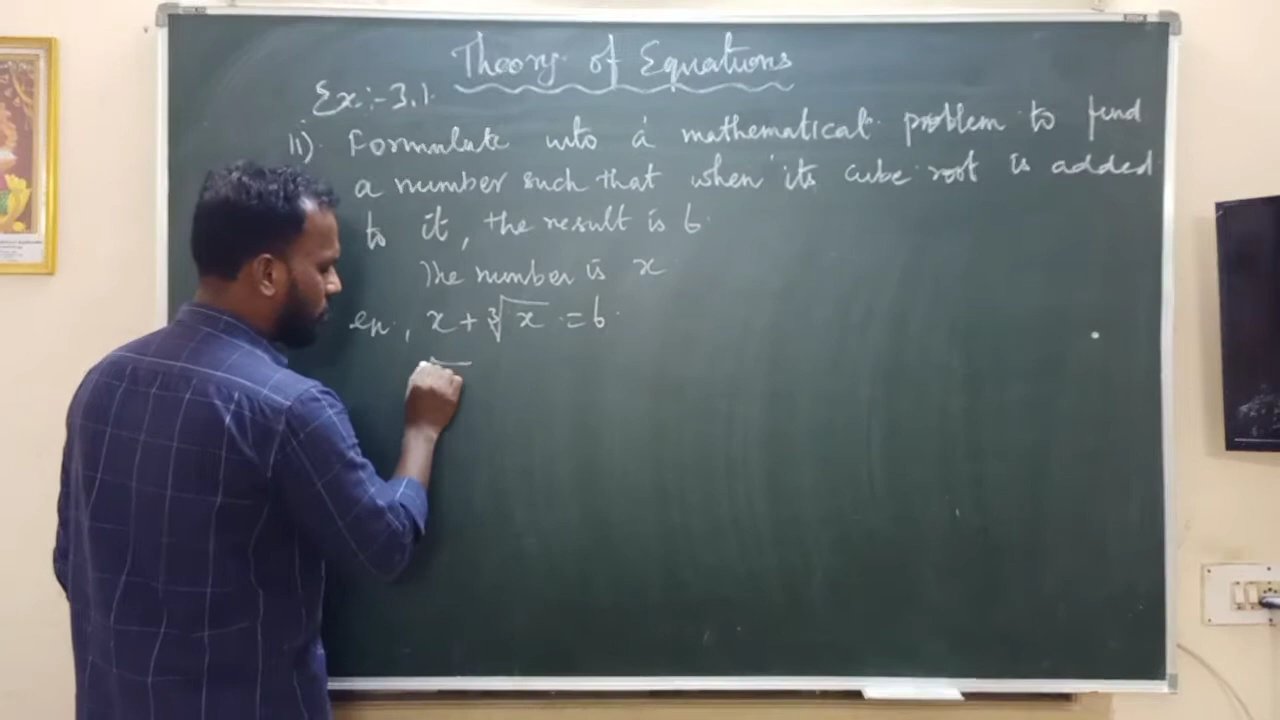 Theory of Equations
Ex:-3.1.
11). Formulate into a mathematical problem to find
a number such that when its cube root is added
to it, the result is 6.
The number is x
en, x + ∛x = 6.